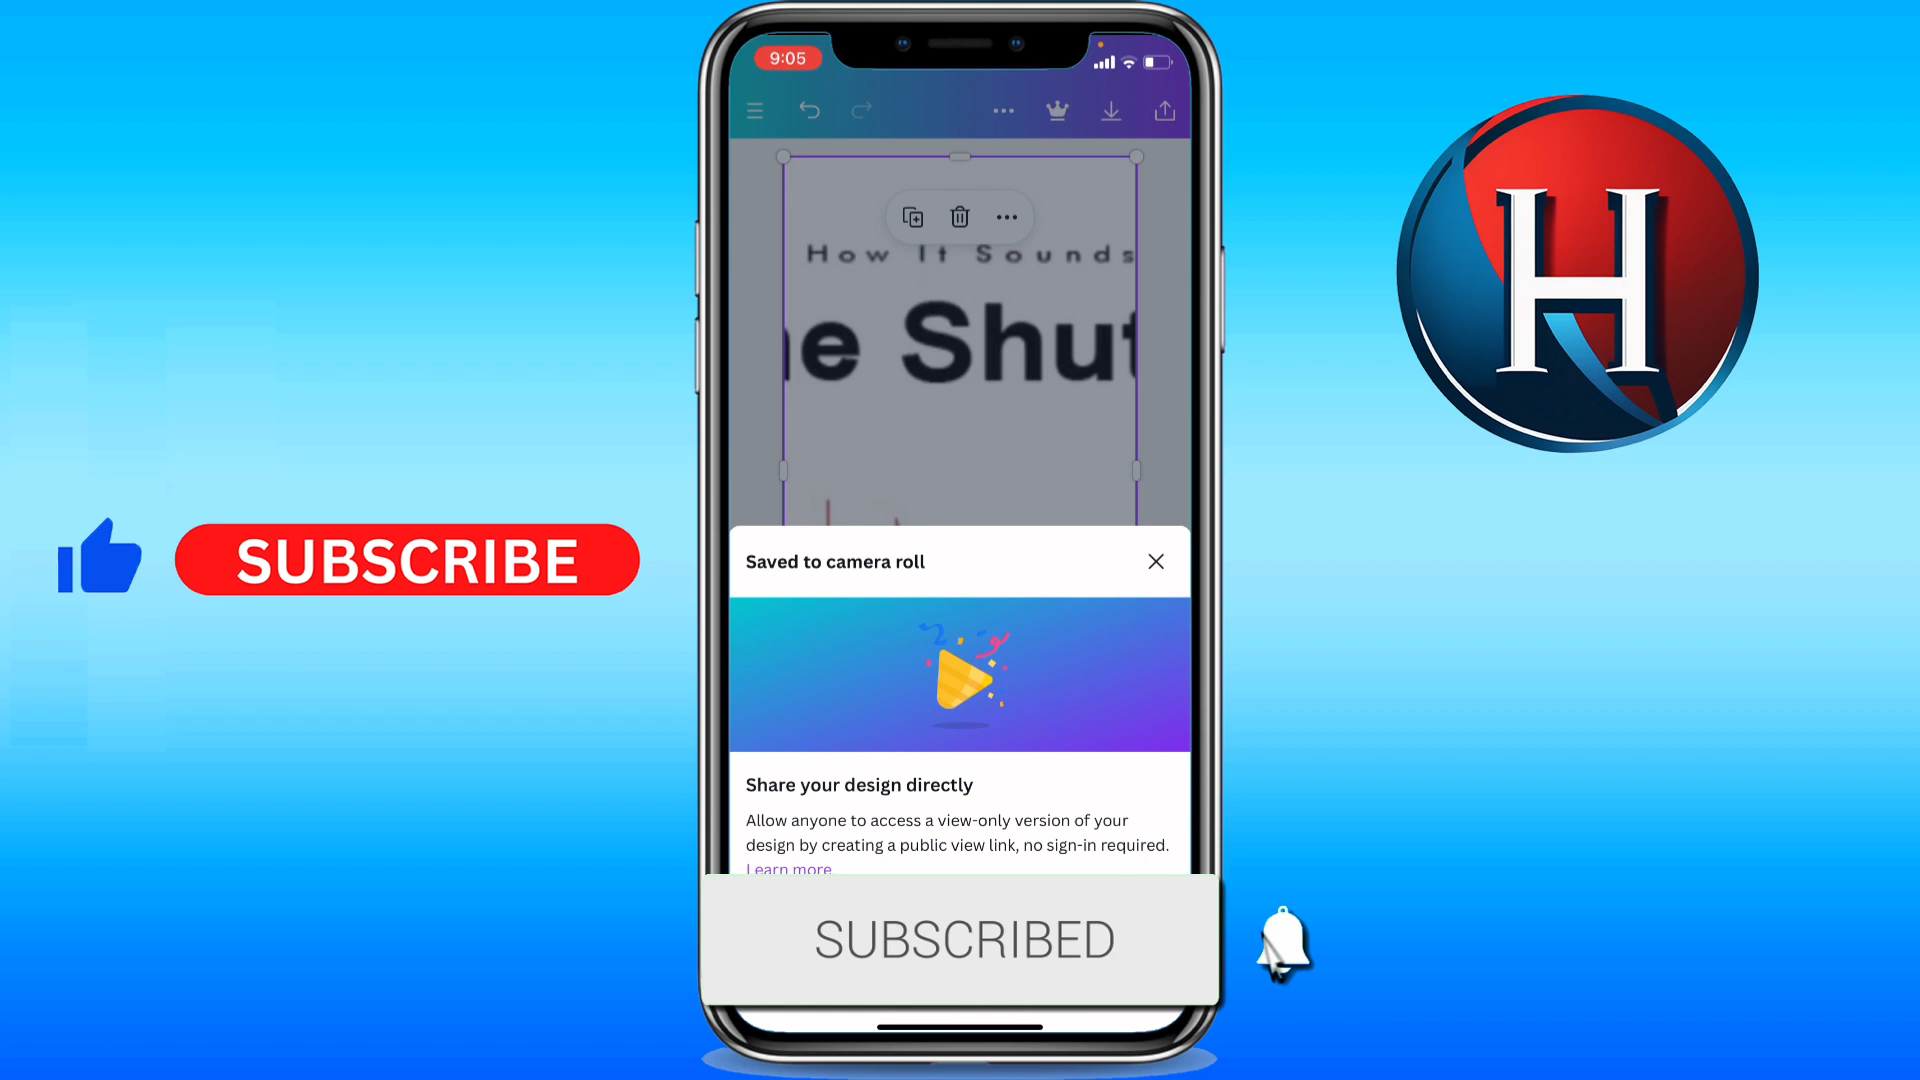 9:05
How It Sounds
ne Shut
Saved to camera roll
Share your design directly
Allow anyone to access a view-only version of your
design by creating a public view link, no sign-in required.
Learn more
SUBSCRIBE
SUBSCRIBED
H